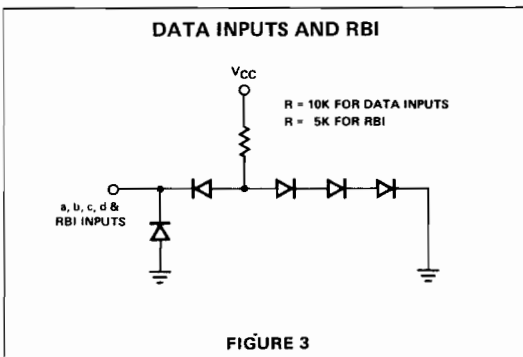 DATA INPUTS AND RBI
VCC
R = 10K FOR DATA INPUTS
R = 5K FOR RBI
a, b, c, d &
RBI INPUTS
FIGURE 3